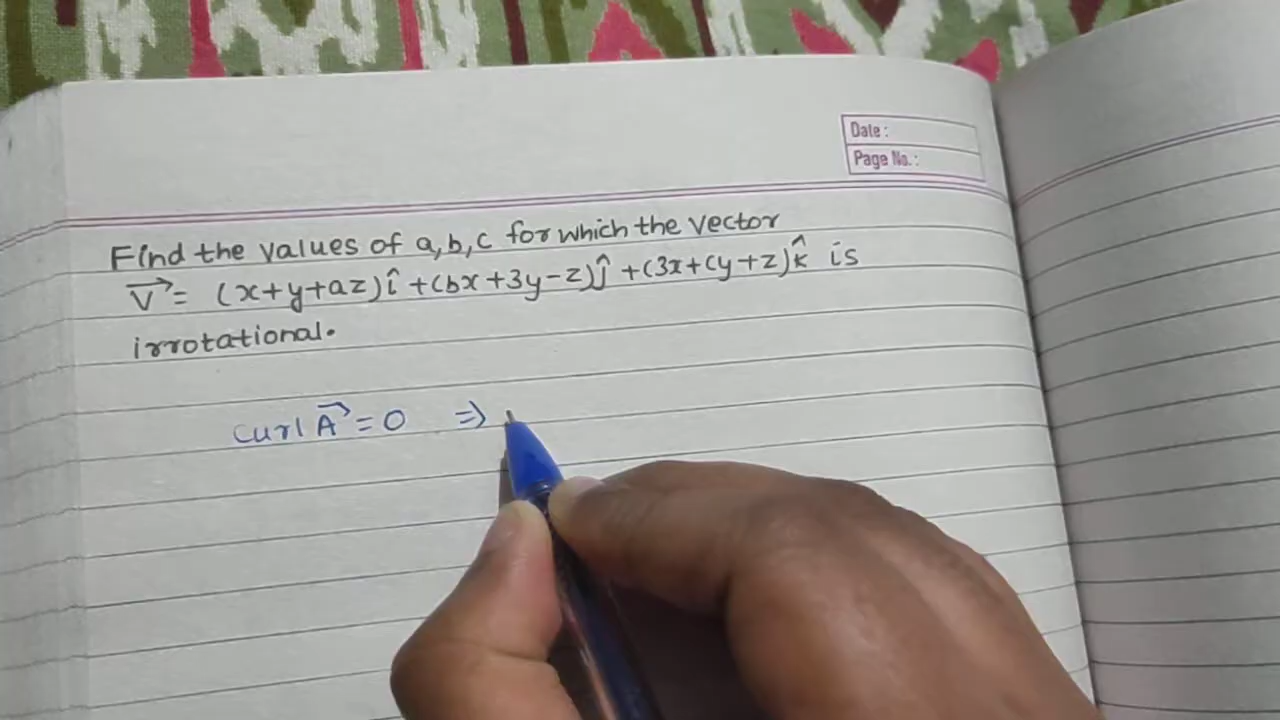 Date :
Page No. :
Find the values of a,b,c for which the vector
V⃗ = (x+y+az)î +(bx+3y-z)ĵ +(3x+cy+z)k̂ is
irrotational.
curl A⃗ = 0 ⇒